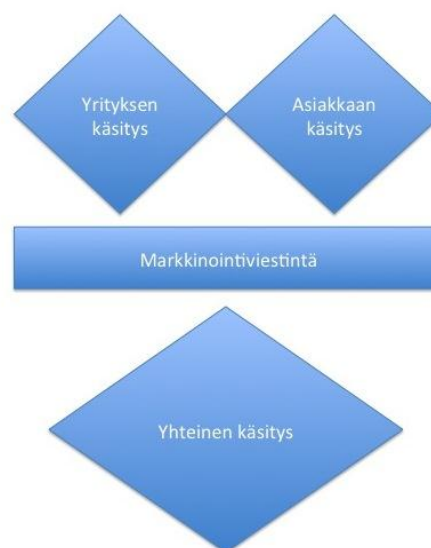 Yrityksen
käsitys
Asiakkaan
käsitys
Markkinointiviestintä
Yhteinen käsitys